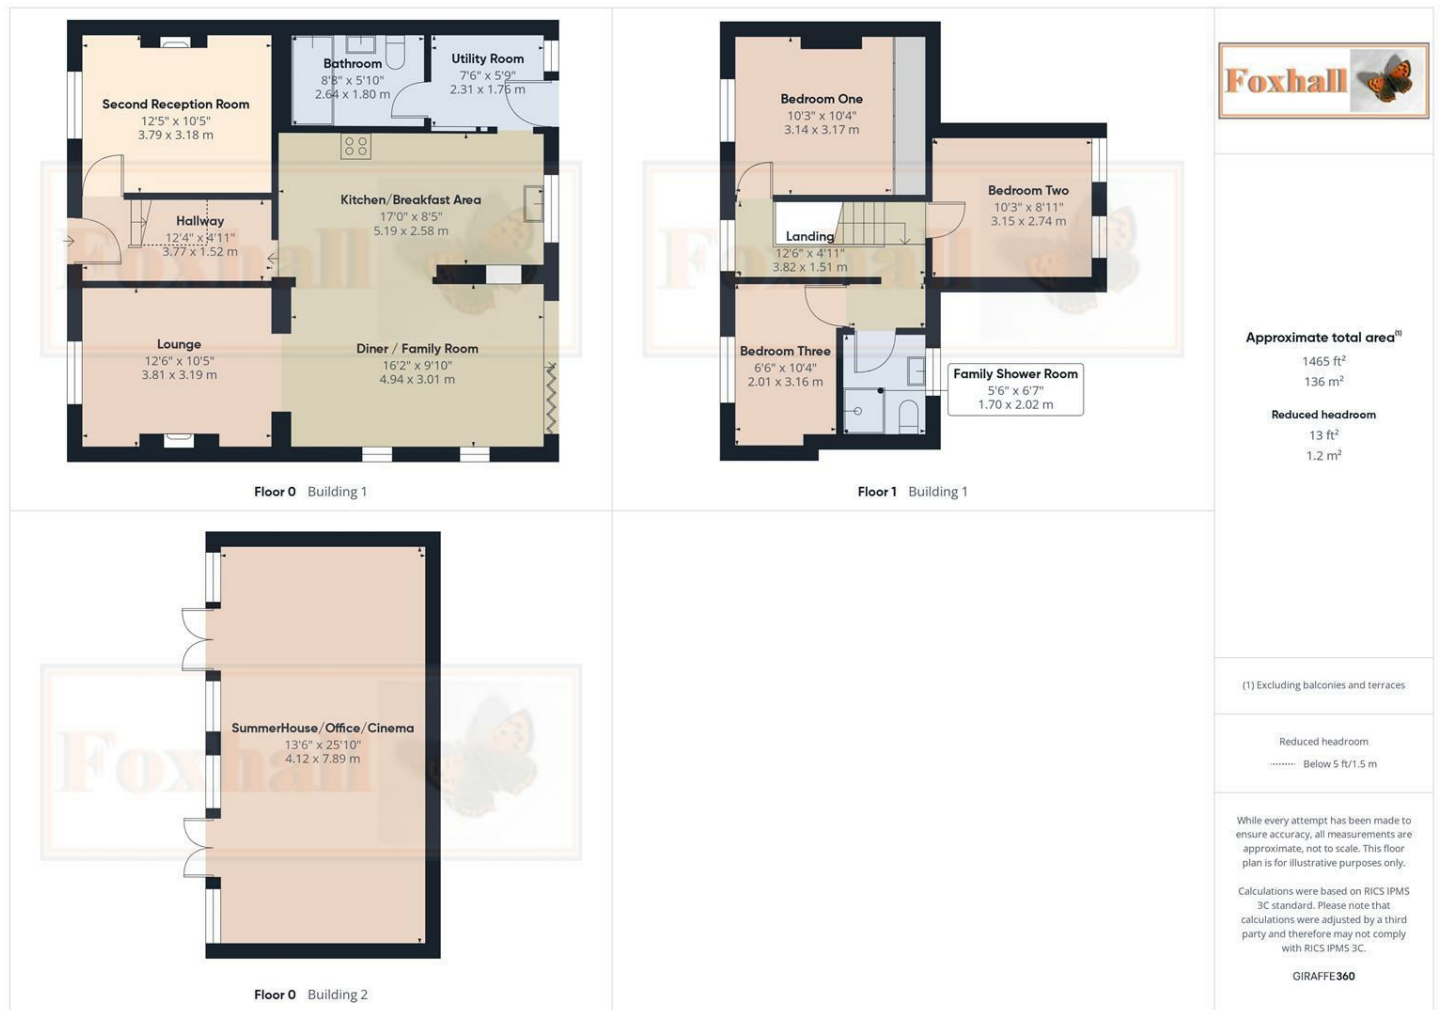 Second Reception Room
12'5" x 10'5"
3.79 x 3.18 m
Bathroom
8'8" x 5'10"
2.64 x 1.80 m
Utility Room
7'6" x 5'9"
2.31 x 1.76 m
Kitchen/Breakfast Area
17'0" x 8'5"
5.19 x 2.58 m
Hallway
12'4" x 4'11"
3.77 x 1.52 m
Lounge
12'6" x 10'5"
3.81 x 3.19 m
Diner / Family Room
16'2" x 9'10"
4.94 x 3.01 m
Foxhall
Floor 0 Building 1
Bedroom One
10'3" x 10'4"
3.14 x 3.17 m
Bedroom Two
10'3" x 8'11"
3.15 x 2.74 m
Landing
12'6" x 4'11"
3.82 x 1.51 m
Bedroom Three
6'6" x 10'4"
2.01 x 3.16 m
Family Shower Room
5'6" x 6'7"
1.70 x 2.02 m
Foxhall
Floor 1 Building 1
SummerHouse/Office/Cinema
13'6" x 25'10"
4.12 x 7.89 m
Foxhall
Floor 0 Building 2
Foxhall
Approximate total area(1)
1465 ft²
136 m²
Reduced headroom
13 ft²
1.2 m²
(1) Excluding balconies and terraces
Reduced headroom
Below 5 ft/1.5 m
While every attempt has been made to
ensure accuracy, all measurements are
approximate, not to scale. This floor
plan is for illustrative purposes only.
Calculations were based on RICS IPMS
3C standard. Please note that
calculations were adjusted by a third
party and therefore may not comply
with RICS IPMS 3C.
GIRAFFE360